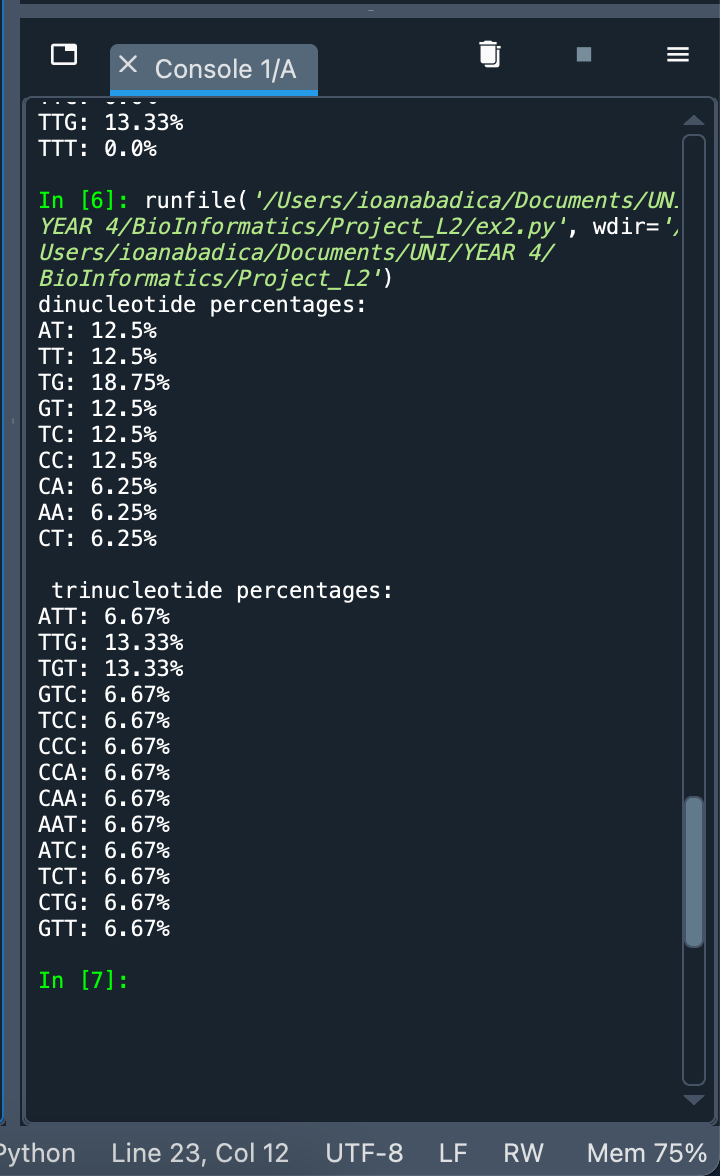 Console 1/A
TTG: 13.33%
TTT: 0.0%
In [6]: runfile('/Users/ioanabadica/Documents/UN
YEAR 4/BioInformatics/Project_L2/ex2.py', wdir='/
Users/ioanabadica/Documents/UNI/YEAR 4/
BioInformatics/Project_L2')
dinucleotide percentages:
AT: 12.5%
TT: 12.5%
TG: 18.75%
GT: 12.5%
TC: 12.5%
CC: 12.5%
CA: 6.25%
AA: 6.25%
CT: 6.25%
trinucleotide percentages:
ATT: 6.67%
TTG: 13.33%
TGT: 13.33%
GTC: 6.67%
TCC: 6.67%
CCC: 6.67%
CCA: 6.67%
CAA: 6.67%
AAT: 6.67%
ATC: 6.67%
TCT: 6.67%
CTG: 6.67%
GTT: 6.67%
In [7]:
Python Line 23, Col 12 UTF-8 LF RW Mem 75%